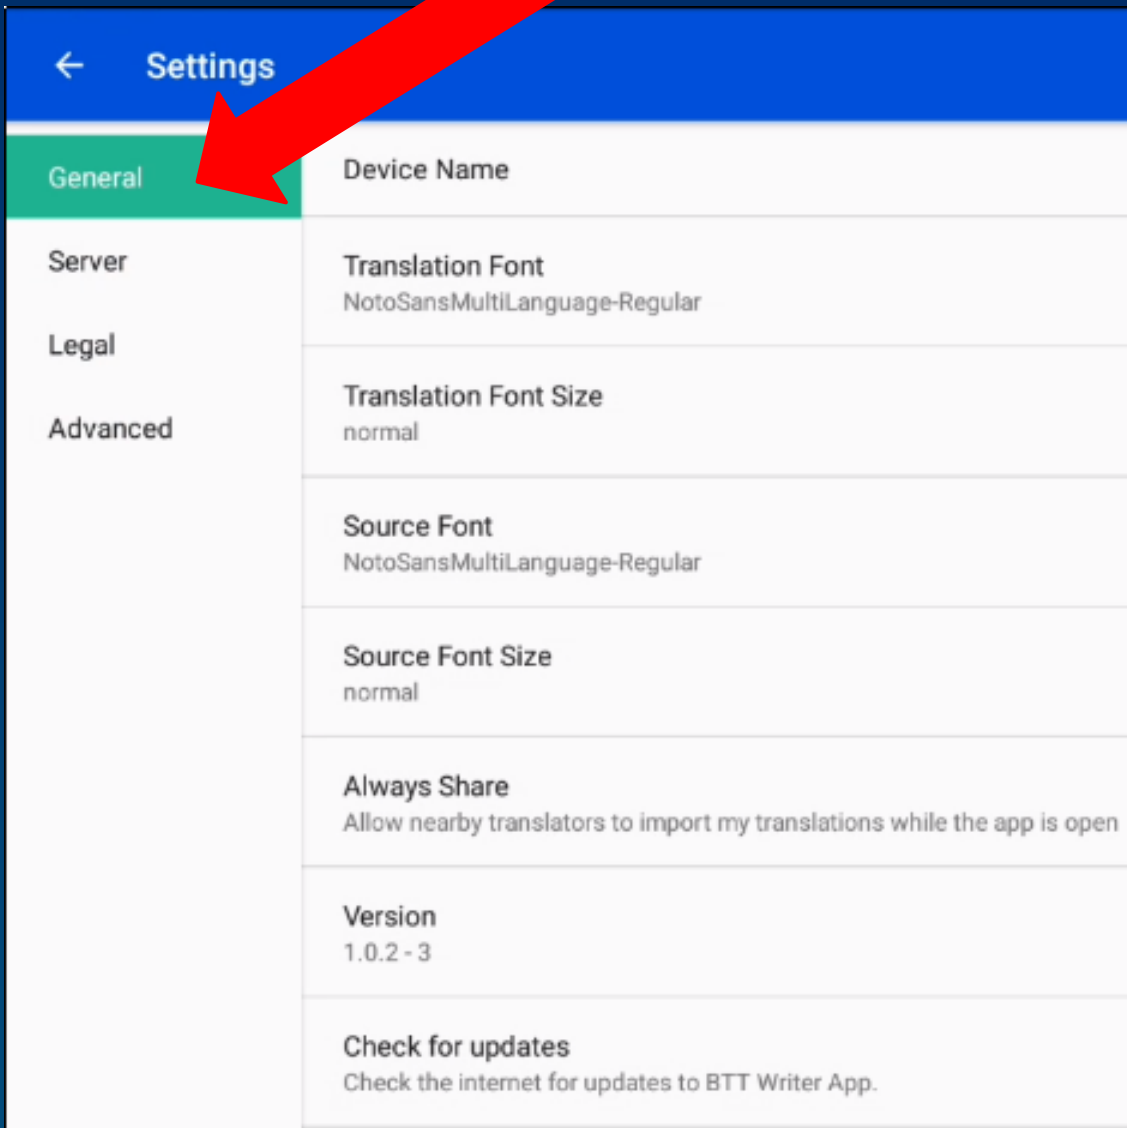 Settings
General
Server
Legal
Advanced
Device Name
Translation Font
NotoSansMultiLanguage-Regular
Translation Font Size
normal
Source Font
NotoSansMultiLanguage-Regular
Source Font Size
normal
Always Share
Allow nearby translators to import my translations while the app is open
Version
1.0.2 - 3
Check for updates
Check the internet for updates to BTT Writer App.